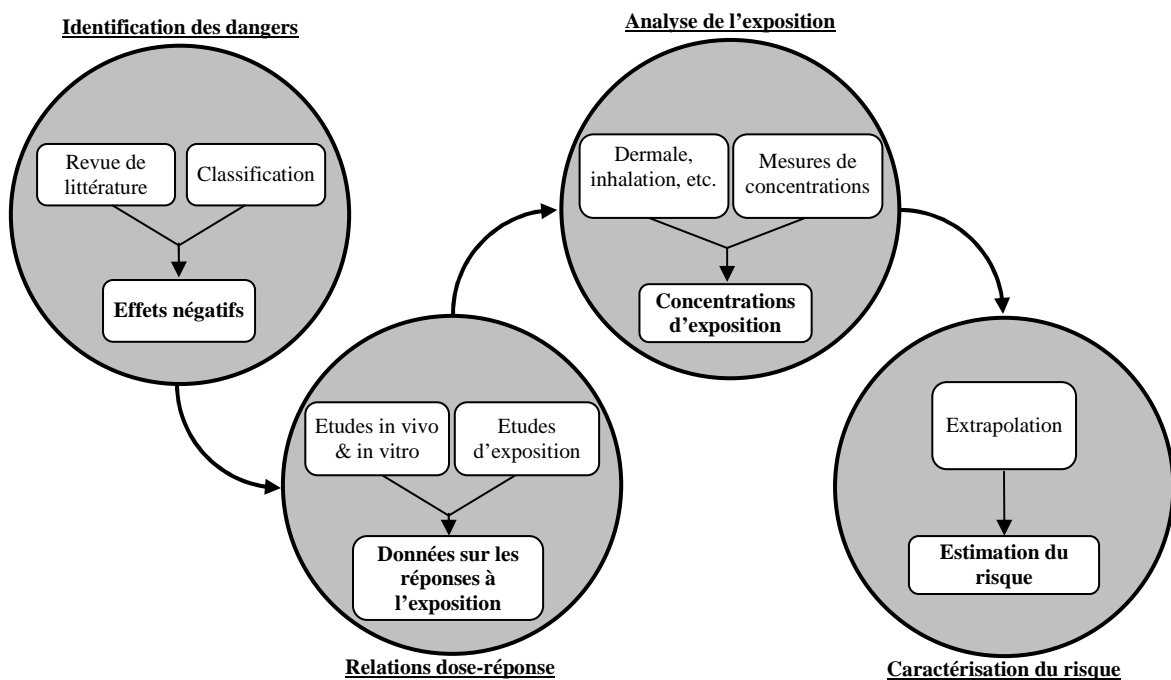 Identification des dangers
Revue de
littérature
Classification
Effets négatifs
Etudes in vivo
& in vitro
Etudes
d’exposition
Données sur les
réponses à
l’exposition
Relations dose-réponse
Analyse de l’exposition
Dermale,
inhalation, etc.
Mesures de
concentrations
Concentrations
d’exposition
Extrapolation
Estimation du
risque
Caractérisation du risque